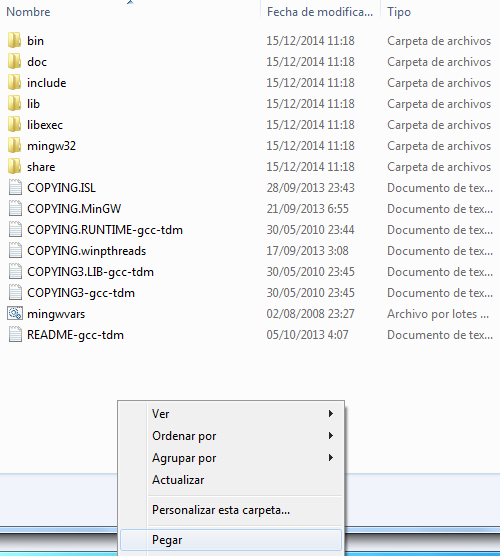 Nombre Fecha de modifica... Tipo
bin 15/12/2014 11:18 Carpeta de archivos
doc 15/12/2014 11:18 Carpeta de archivos
include 15/12/2014 11:18 Carpeta de archivos
lib 15/12/2014 11:18 Carpeta de archivos
libexec 15/12/2014 11:18 Carpeta de archivos
mingw32 15/12/2014 11:18 Carpeta de archivos
share 15/12/2014 11:18 Carpeta de archivos
COPYING.ISL 28/09/2013 23:43 Documento de tex...
COPYING.MinGW 21/09/2013 6:55 Documento de tex...
COPYING.RUNTIME-gcc-tdm 30/05/2010 23:44 Documento de tex...
COPYING.winpthreads 17/09/2013 3:08 Documento de tex...
COPYING3.LIB-gcc-tdm 30/05/2010 23:45 Documento de tex...
COPYING3-gcc-tdm 30/05/2010 23:45 Documento de tex...
mingwvars 02/08/2008 23:27 Archivo por lotes ...
README-gcc-tdm 05/10/2013 4:07 Documento de tex...
Ver
Ordenar por
Agrupar por
Actualizar
Personalizar esta carpeta...
Pegar